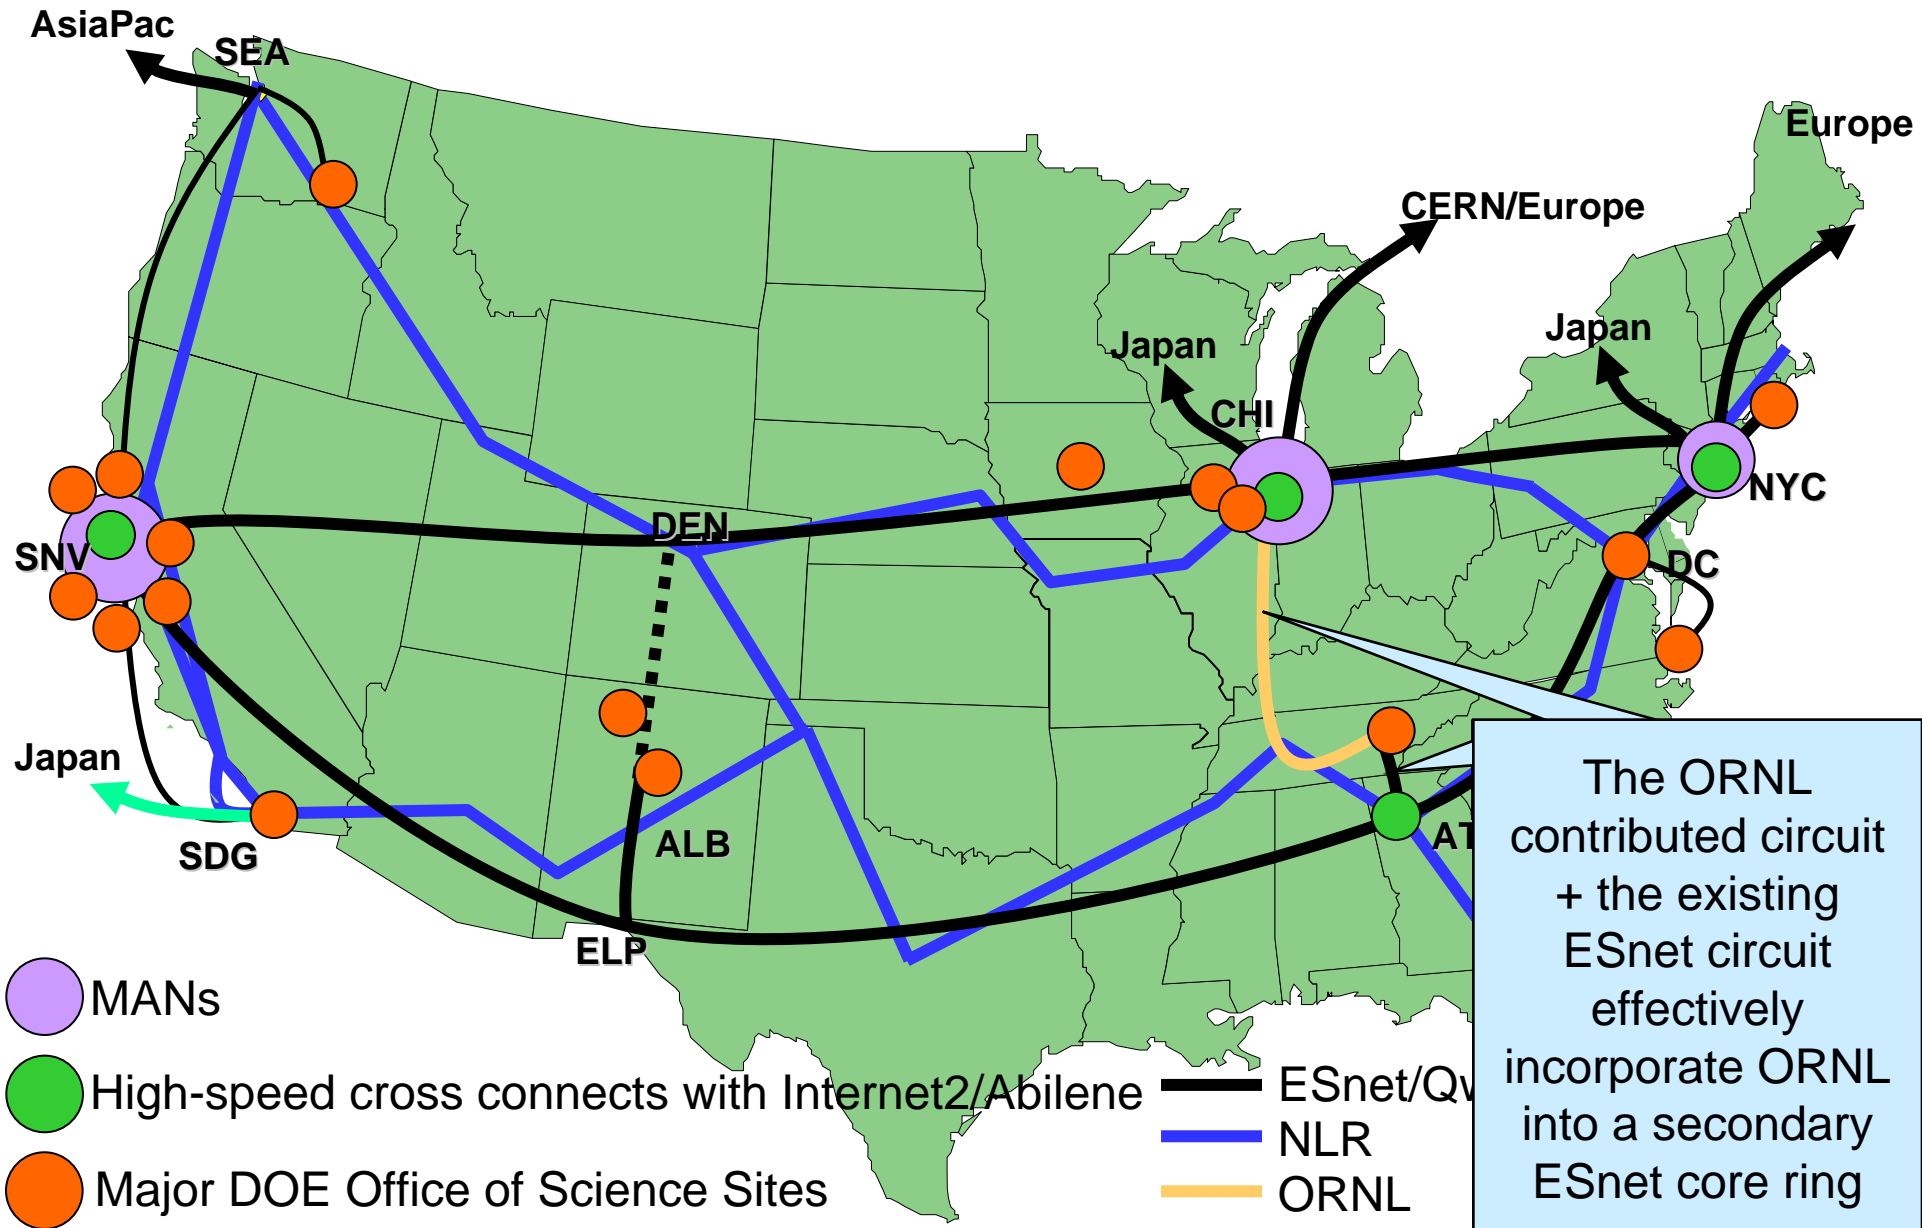 AsiaPac
SEA
Europe
CERN/Europe
Japan
Japan
CHI
NYC
DEN
SNV
DC
Japan
SDG
ALB
ELP
The ORNL
contributed circuit
+ the existing
ESnet circuit
effectively
incorporate ORNL
into a secondary
ESnet core ring
MANs
High-speed cross connects with Internet2/Abilene
Major DOE Office of Science Sites
NLR
ORNL